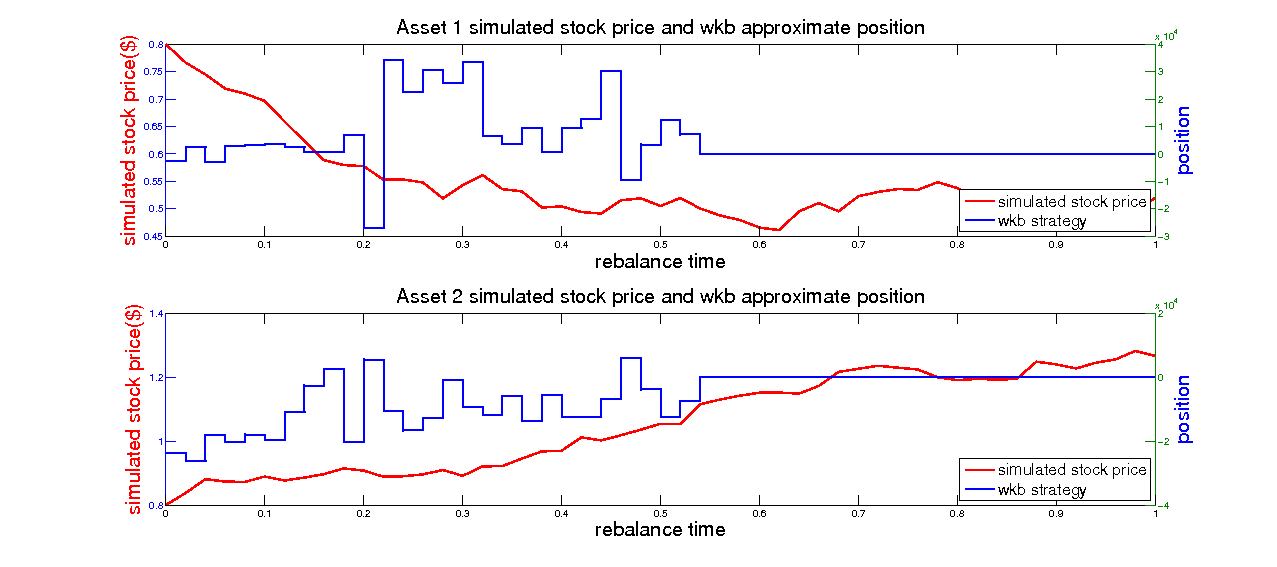 Asset 1 simulated stock price and wkb approximate position
x 10^4
simulated stock price($)
0.8
0.75
0.7
0.65
0.6
0.55
0.5
0.45
4
3
2
1
0
-1
-2
-3
position
simulated stock price
wkb strategy
0 0.1 0.2 0.3 0.4 0.5 0.6 0.7 0.8 0.9 1
rebalance time
Asset 2 simulated stock price and wkb approximate position
x 10^4
simulated stock price($)
1.4
1.2
1
0.8
2
0
-2
-4
position
simulated stock price
wkb strategy
0 0.1 0.2 0.3 0.4 0.5 0.6 0.7 0.8 0.9 1
rebalance time